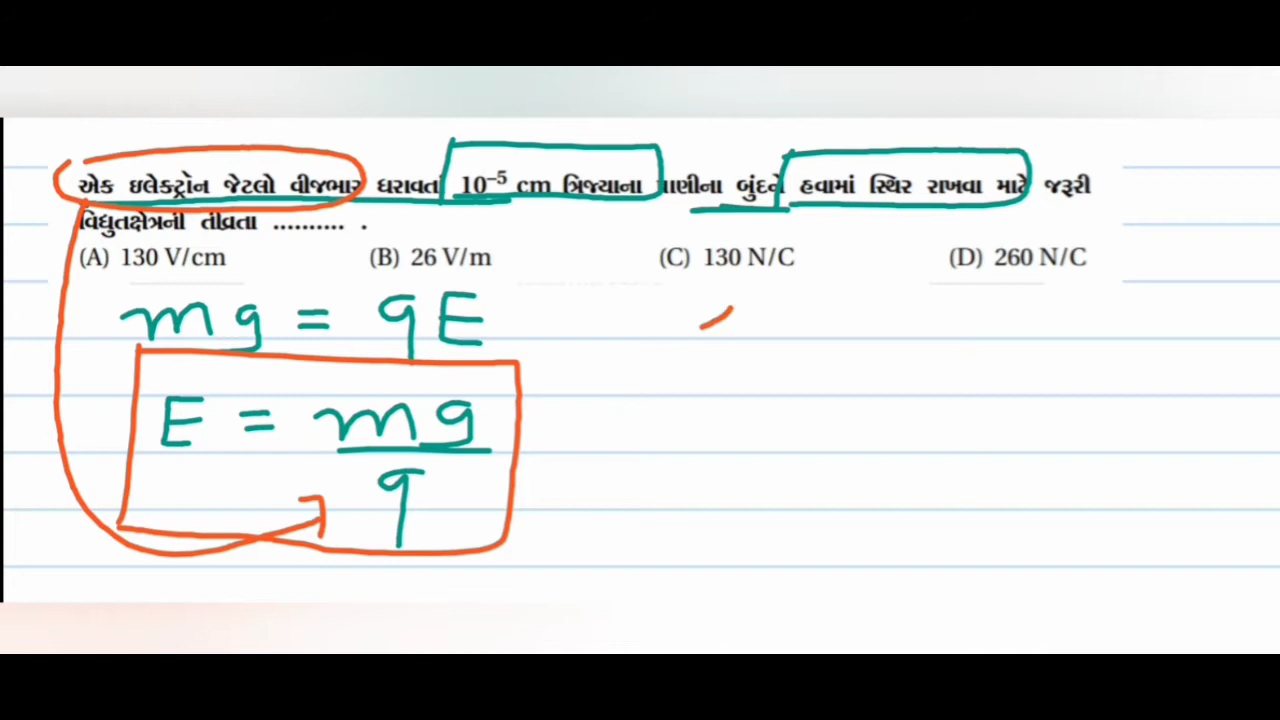 એક ઇલેક્ટ્રોન જેટલો વીજભાર ધરાવતાં 10⁻⁵ cm ત્રિજ્યાના પાણીના બુંદને હવામાં સ્થિર રાખવા માટે જરૂરી
વિદ્યુતક્ષેત્રની તીવ્રતા .......... .
(A) 130 V/cm (B) 26 V/m (C) 130 N/C (D) 260 N/C
mg = qE
E = mg
q